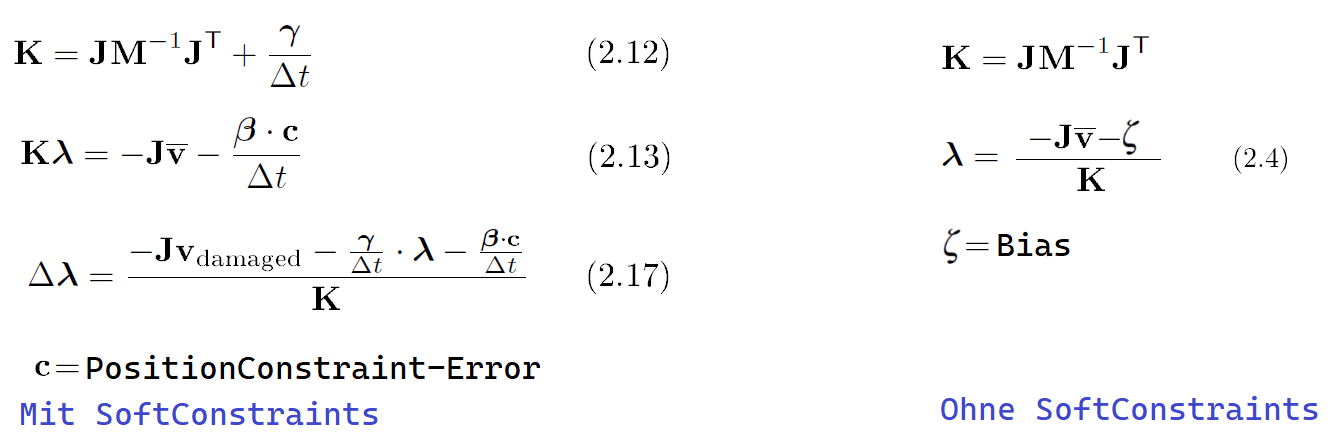 K = JM⁻¹Jᵀ + γ/Δt (2.12)
Kλ = −Jv̅ − β · c/Δt (2.13)
Δλ = (−Jv_damaged − γ/Δt · λ − β·c/Δt)/K (2.17)
c = PositionConstraint-Error
Mit SoftConstraints
K = JM⁻¹Jᵀ
λ = (−Jv̅−ζ)/K (2.4)
ζ = Bias
Ohne SoftConstraints